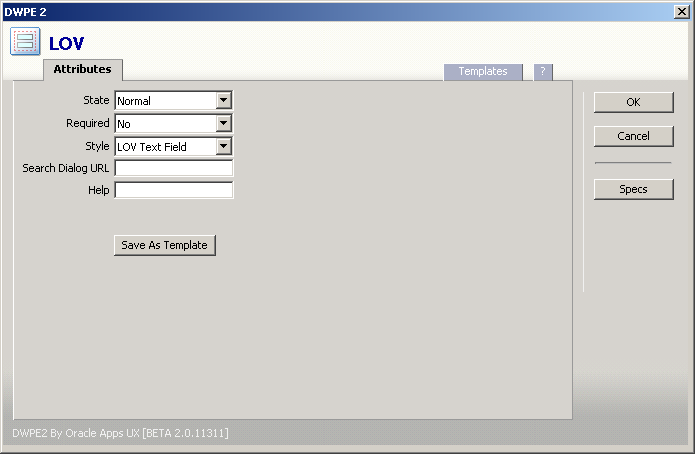 DWPE 2
LOV
Attributes
Templates
?
State Normal
Required No
Style LOV Text Field
Search Dialog URL
Help
Save As Template
OK
Cancel
Specs
DWPE2 By Oracle Apps UX [BETA 2.0.11311]